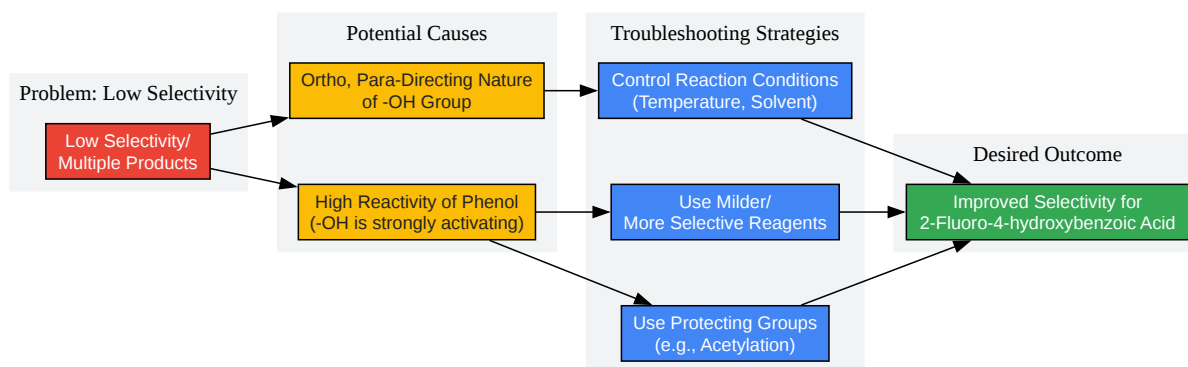 Problem: Low Selectivity
Low Selectivity/
Multiple Products
Potential Causes
Ortho, Para-Directing Nature
of -OH Group
High Reactivity of Phenol
(-OH is strongly activating)
Troubleshooting Strategies
Control Reaction Conditions
(Temperature, Solvent)
Use Milder/
More Selective Reagents
Use Protecting Groups
(e.g., Acetylation)
Desired Outcome
Improved Selectivity for
2-Fluoro-4-hydroxybenzoic Acid